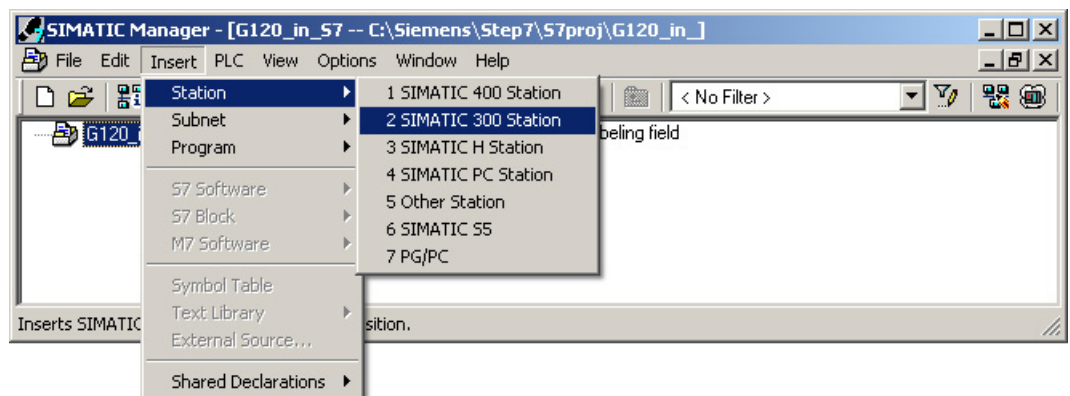 SIMATIC Manager - [G120_in_S7 -- C:\Siemens\Step7\S7proj\G120_in_]
File Edit Insert PLC View Options Window Help
< No Filter >
Station
Subnet
Program
S7 Software
S7 Block
M7 Software
Symbol Table
Text Library
External Source...
Shared Declarations
1 SIMATIC 400 Station
2 SIMATIC 300 Station
3 SIMATIC H Station
4 SIMATIC PC Station
5 Other Station
6 SIMATIC S5
7 PG/PC
G120_i
beling field
Inserts SIMATIC sition.